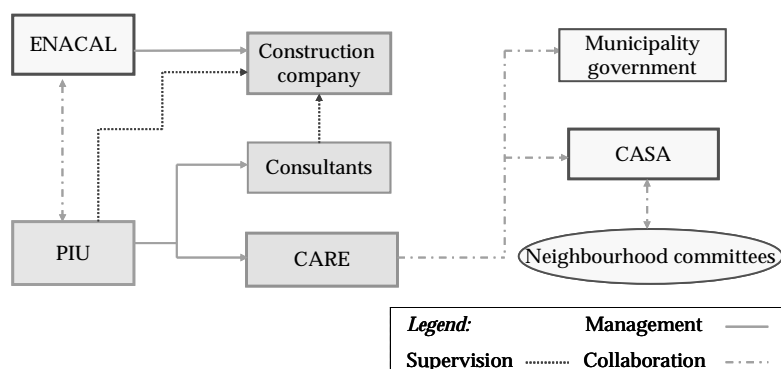 ENACAL
Construction
company
Municipality
government
Consultants
CASA
PIU
CARE
Neighbourhood committees
Legend:
Management
Supervision
Collaboration